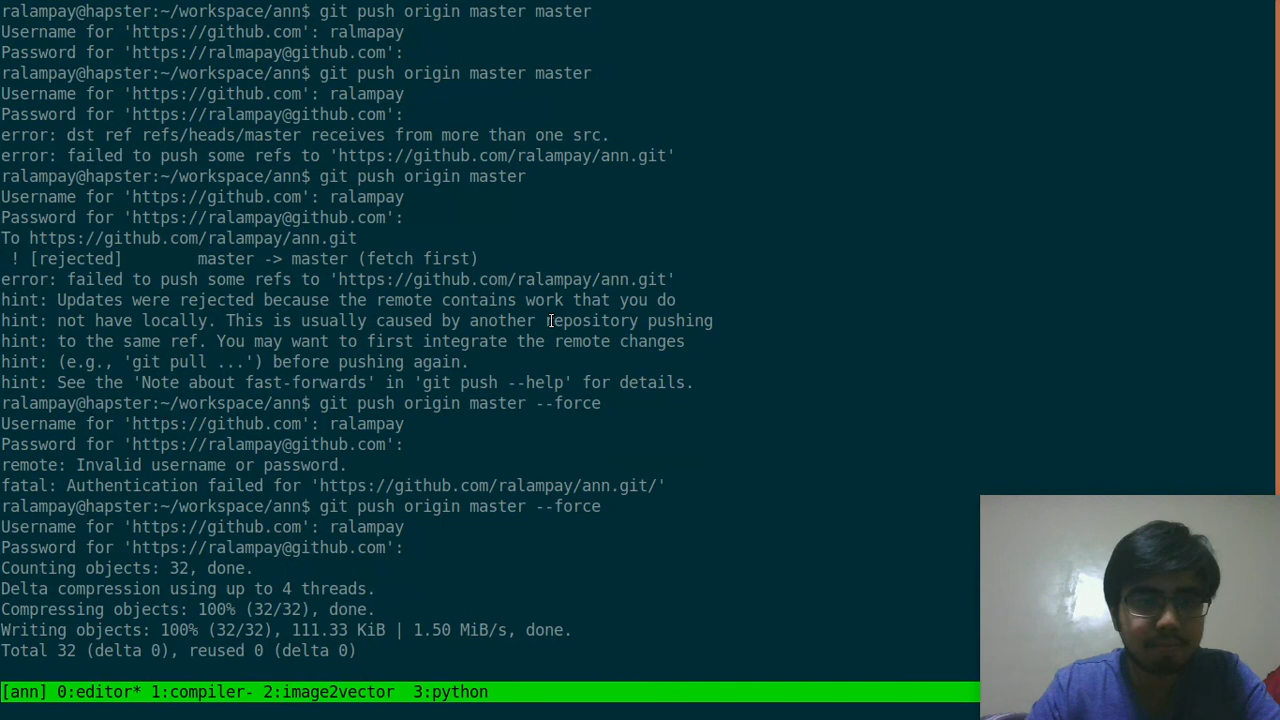 ralampay@hapster:~/workspace/ann$ git push origin master master
Username for 'https://github.com': ralmapay
Password for 'https://ralmapay@github.com':
ralampay@hapster:~/workspace/ann$ git push origin master master
Username for 'https://github.com': ralampay
Password for 'https://ralampay@github.com':
error: dst ref refs/heads/master receives from more than one src.
error: failed to push some refs to 'https://github.com/ralampay/ann.git'
ralampay@hapster:~/workspace/ann$ git push origin master
Username for 'https://github.com': ralampay
Password for 'https://ralampay@github.com':
To https://github.com/ralampay/ann.git
 ! [rejected]        master -> master (fetch first)
error: failed to push some refs to 'https://github.com/ralampay/ann.git'
hint: Updates were rejected because the remote contains work that you do
hint: not have locally. This is usually caused by another repository pushing
hint: to the same ref. You may want to first integrate the remote changes
hint: (e.g., 'git pull ...') before pushing again.
hint: See the 'Note about fast-forwards' in 'git push --help' for details.
ralampay@hapster:~/workspace/ann$ git push origin master --force
Username for 'https://github.com': ralampay
Password for 'https://ralampay@github.com':
remote: Invalid username or password.
fatal: Authentication failed for 'https://github.com/ralampay/ann.git/'
ralampay@hapster:~/workspace/ann$ git push origin master --force
Username for 'https://github.com': ralampay
Password for 'https://ralampay@github.com':
Counting objects: 32, done.
Delta compression using up to 4 threads.
Compressing objects: 100% (32/32), done.
Writing objects: 100% (32/32), 111.33 KiB | 1.50 MiB/s, done.
Total 32 (delta 0), reused 0 (delta 0)
[ann] 0:editor* 1:compiler- 2:image2vector  3:python